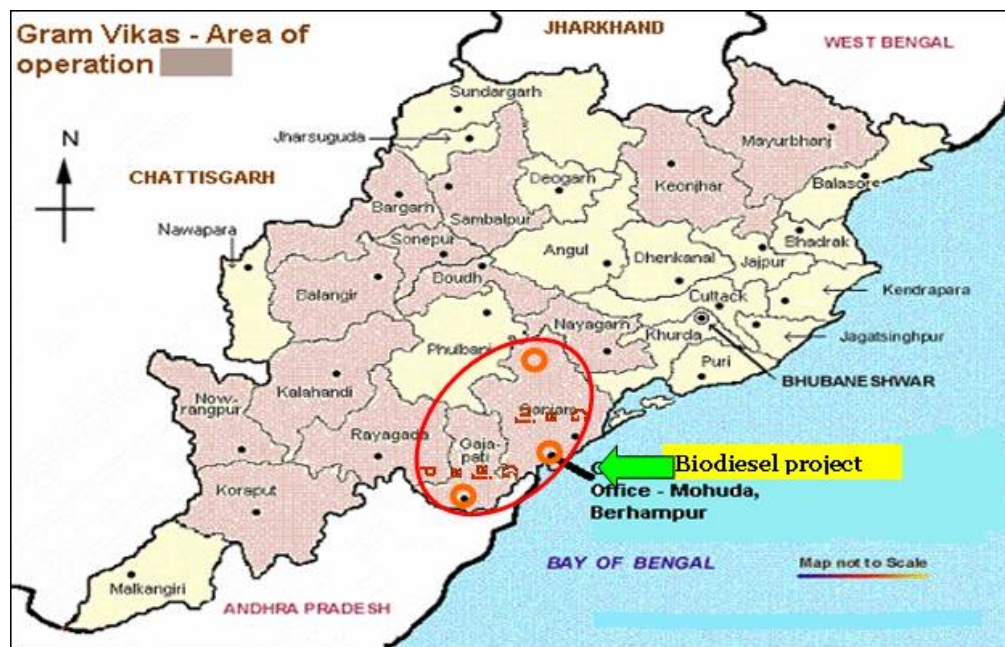 Gram Vikas - Area of
operation
JHARKHAND
WEST BENGAL
N
CHATTISGARH
Sundargarh
Jharsuguda
Mayurbhanj
Deogarh
Keonjhar
Balasore
Bargarh
Sambalpur
Nawapara
Sonepur
Angul
Bhadrak
Dhenkanal
Jajpur
Boudh
Balangir
Cuttack
Kendrapara
Nayagarh
Khurda
Jagatsinghpur
Phulbani
Puri
Kalahandi
BHUBANESHWAR
Now-
rangpur
Ganjam
Rayagada
Gaja-
pati
Biodiesel project
Koraput
Office - Mohuda,
Berhampur
BAY OF BENGAL
Map not to Scale
Malkangiri
ANDHRA PRADESH